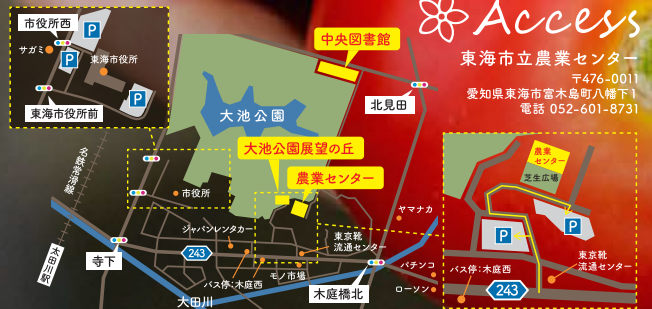 Access
東海市立農業センター
〒476-0011
愛知県東海市富木島町八幡下1
電話 052-601-8731
市役所西
サガミ
P
P
東海市役所
P
東海市役所前
中央図書館
北見田
大池公園
大池公園展望の丘
農業センター
名鉄常滑線
太田川駅
市役所
ジャパンレンタカー
243
寺下
バス停:木庭西
モノ市場
東京靴
流通センター
ヤマナカ
パチンコ
ローソン
木庭橋北
大田川
農業
センター
芝生広場
P
P
東京靴
流通センター
バス停:木庭西
243